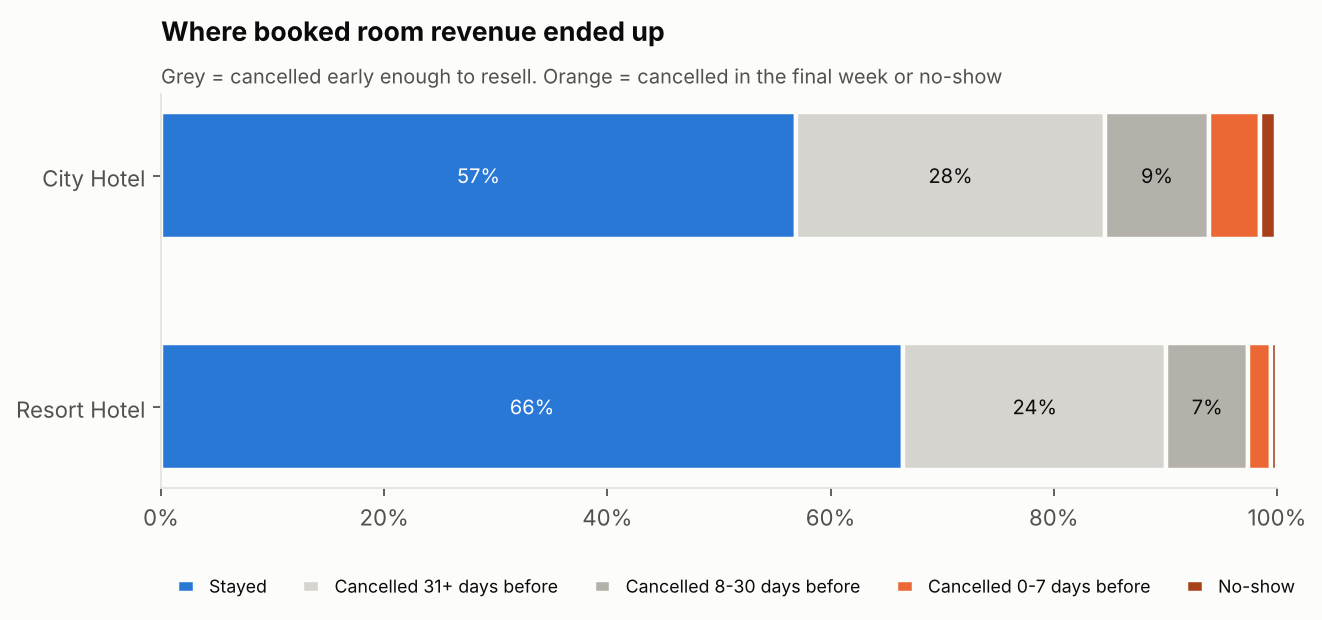 Where booked room revenue ended up
Grey = cancelled early enough to resell. Orange = cancelled in the final week or no-show
City Hotel
57%
28%
9%
Resort Hotel
66%
24%
7%
0%
20%
40%
60%
80%
100%
Stayed
Cancelled 31+ days before
Cancelled 8-30 days before
Cancelled 0-7 days before
No-show